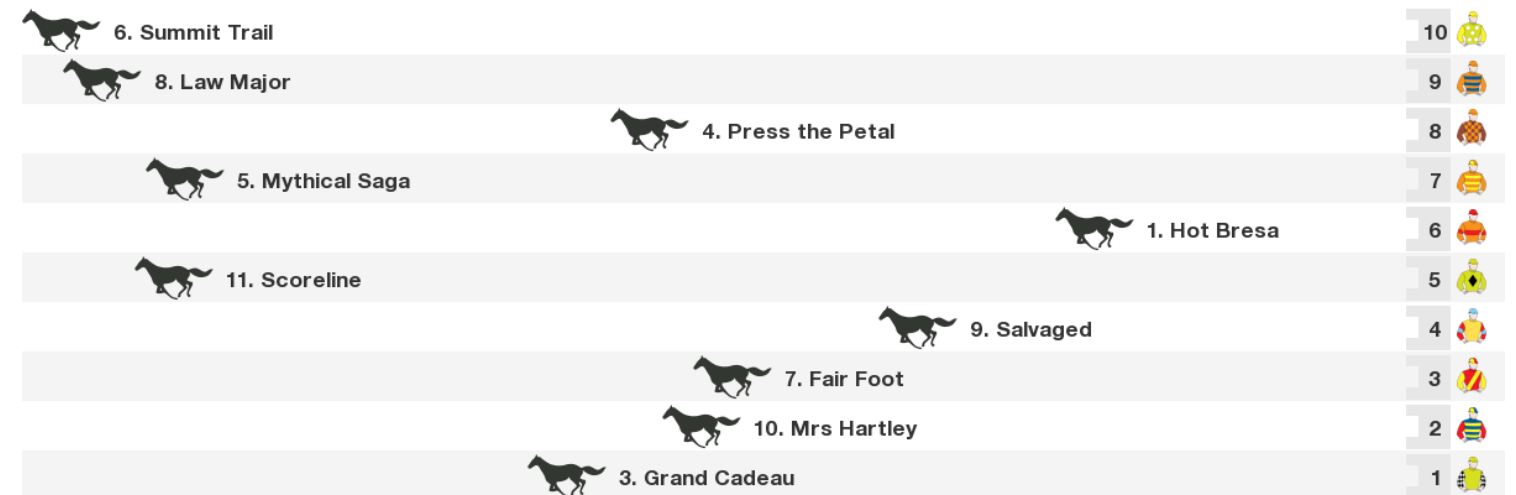 6. Summit Trail 10
8. Law Major 9
4. Press the Petal 8
5. Mythical Saga 7
1. Hot Bresa 6
11. Scoreline 5
9. Salvaged 4
7. Fair Foot 3
10. Mrs Hartley 2
3. Grand Cadeau 1